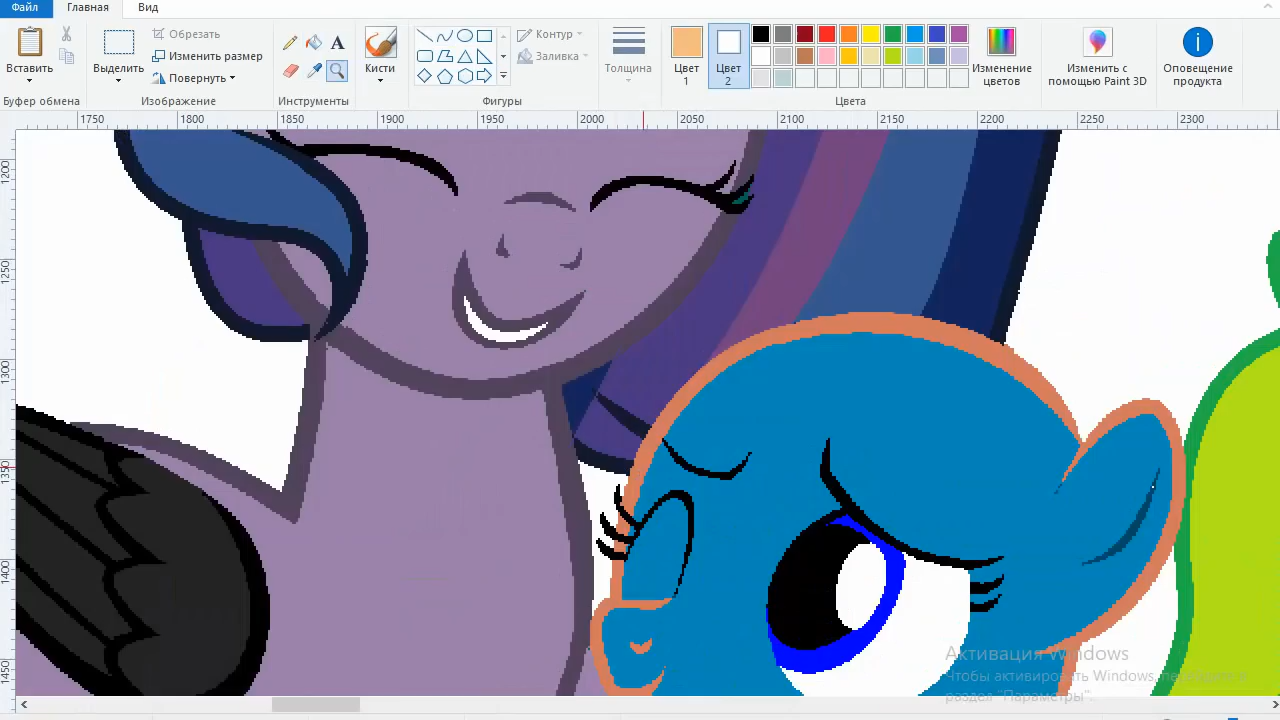 Файл Главная Вид
Вставить
Буфер обмена
Выделить
Обрезать
Изменить размер
Повернуть
Изображение
A
Инструменты
Кисти
Контур
Заливка
Фигуры
Толщина
Цвет 1
Цвет 2
Цвета
Изменение цветов
Изменить с помощью Paint 3D
Оповещение продукта
1750 1800 1850 1900 1950 2000 2050 2100 2150 2200 2250 2300
1200
1250
1300
1350
1400
1450
Активация Windows
Чтобы активировать Windows, перейдите в
раздел "Параметры".